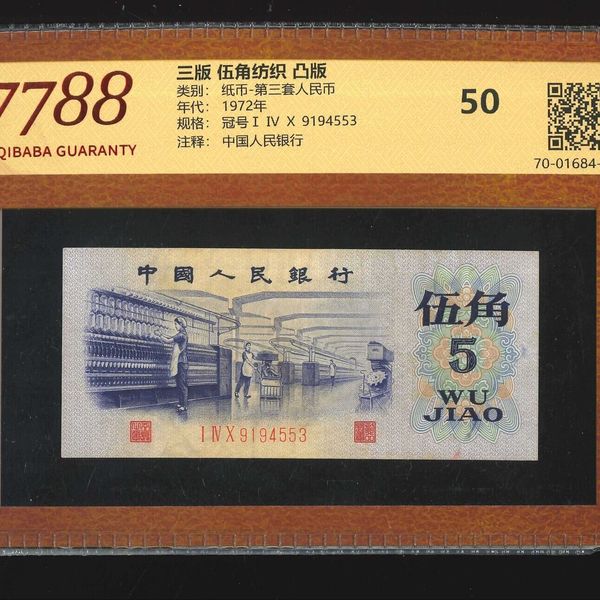 7788
QIBABA GUARANTY
三版 伍角纺织 凸版
类别: 纸币-第三套人民币
年代: 1972年
规格: 冠号 I IV X 9194553
注释: 中国人民银行
50
70-01684-
中國人民銀行
伍角
5
WU
JIAO
I IV X 9194553